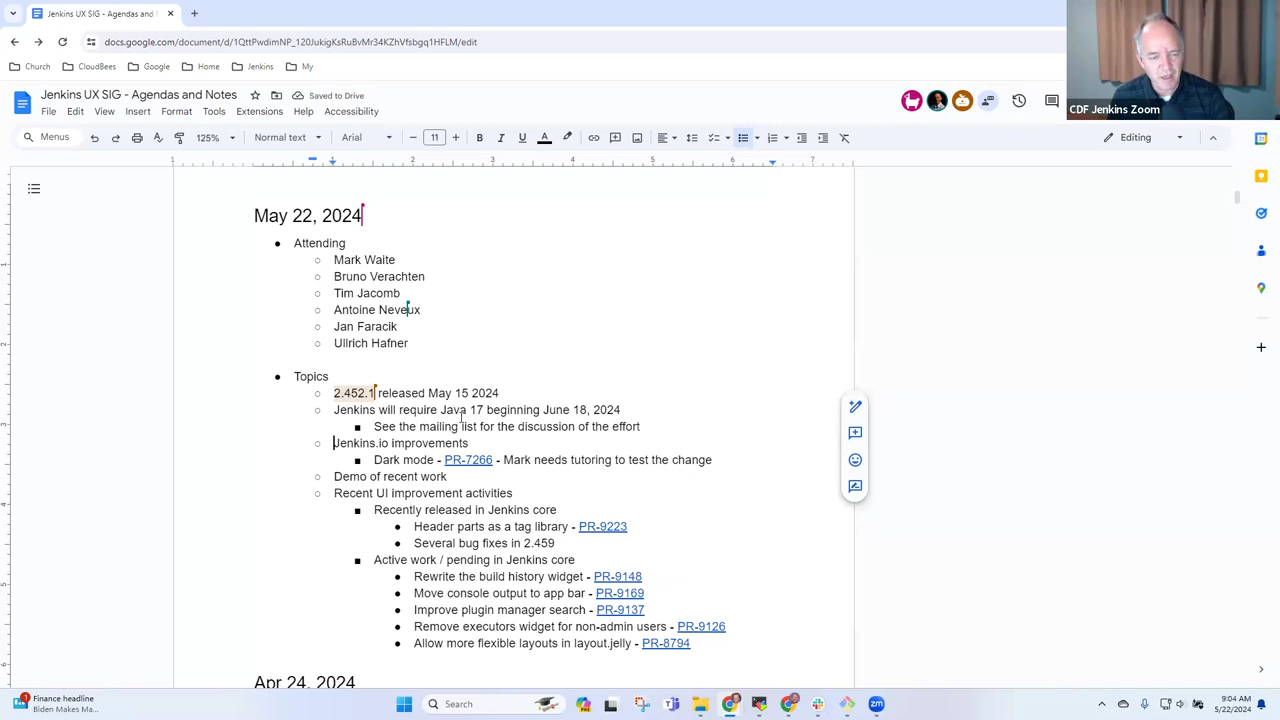 Jenkins UX SIG - Agendas and N
docs.google.com/document/d/1QttPwdimNP_120JukigKsRuBvMr34KZhVfsbgq1HFLM/edit
Church CloudBees Google Home Jenkins My
Jenkins UX SIG - Agendas and Notes Saved to Drive
File Edit View Insert Format Tools Extensions Help
CDF Jenkins Zoom
Menus 125% Normal text Arial 11 Editing
1 2 3 4 5 6 7
May 22, 2024
Attending
Mark Waite
Bruno Verachten
Tim Jacomb
Antoine Neveux
Jan Faracik
Ullrich Hafner
Topics
2.452.1 released May 15 2024
Jenkins will require Java 17 beginning June 18, 2024
See the mailing list for the discussion of the effort
Jenkins.io improvements
Dark mode - PR-7266 - Mark needs tutoring to test the change
Demo of recent work
Recent UI improvement activities
Recently released in Jenkins core
Header parts as a tag library - PR-9223
Several bug fixes in 2.459
Active work / pending in Jenkins core
Rewrite the build history widget - PR-9148
Move console output to app bar - PR-9169
Improve plugin manager search - PR-9137
Remove executors widget for non-admin users - PR-9126
Allow more flexible layouts in layout.jelly - PR-8794
Apr 24, 2024
Finance headline
Biden Makes Ma...
Search
9:04 AM
5/22/2024